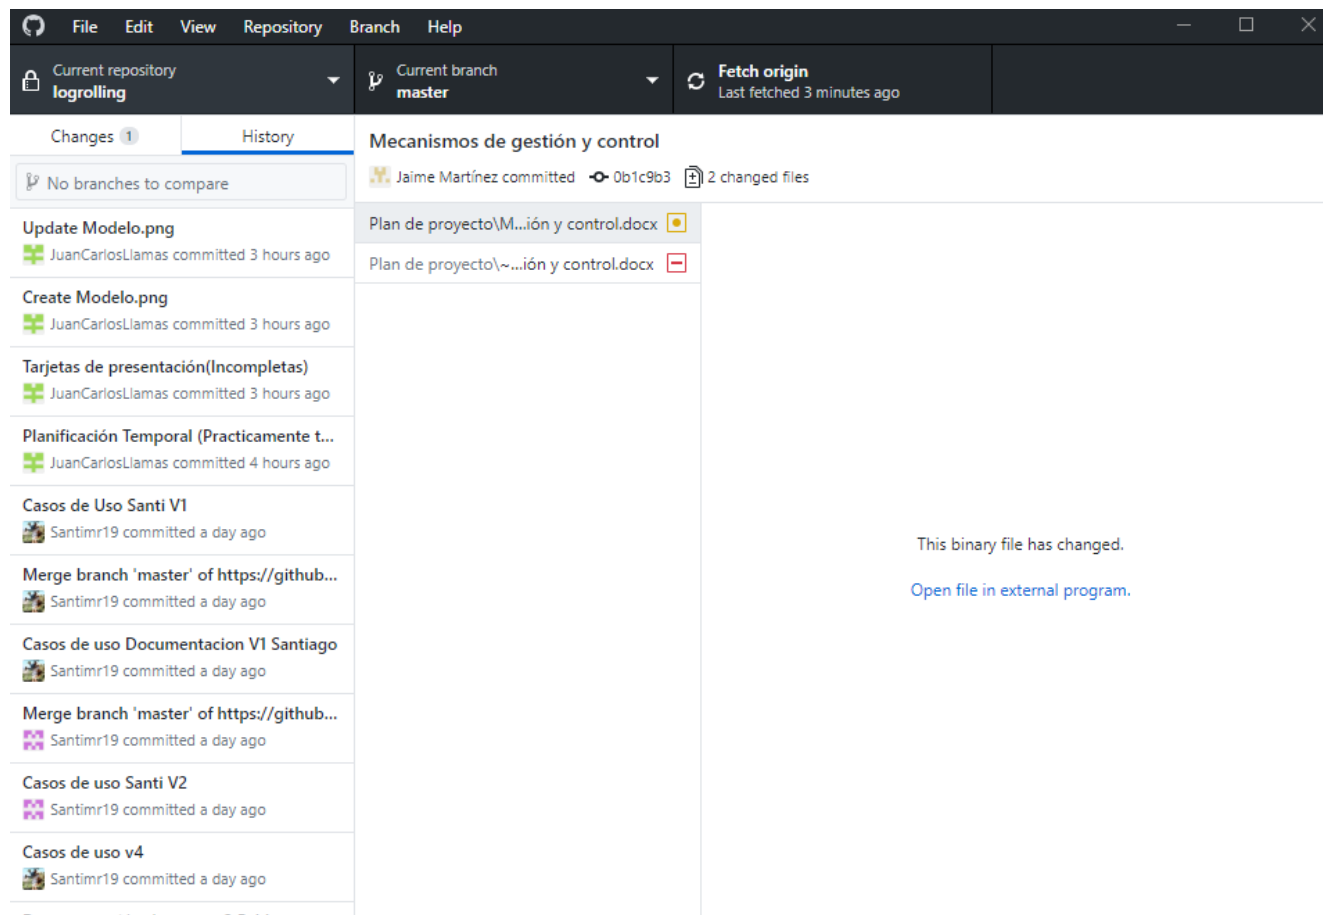 File Edit View Repository Branch Help
Current repository
logrolling
Current branch
master
Fetch origin
Last fetched 3 minutes ago
Changes 1
History
No branches to compare
Update Modelo.png
JuanCarlosLlamas committed 3 hours ago
Create Modelo.png
JuanCarlosLlamas committed 3 hours ago
Tarjetas de presentación(Incompletas)
JuanCarlosLlamas committed 3 hours ago
Planificación Temporal (Practicamente t...
JuanCarlosLlamas committed 4 hours ago
Casos de Uso Santi V1
Santimr19 committed a day ago
Merge branch 'master' of https://github...
Santimr19 committed a day ago
Casos de uso Documentacion V1 Santiago
Santimr19 committed a day ago
Merge branch 'master' of https://github...
Santimr19 committed a day ago
Casos de uso Santi V2
Santimr19 committed a day ago
Casos de uso v4
Santimr19 committed a day ago
Mecanismos de gestión y control
Jaime Martínez committed 0b1c9b3 2 changed files
Plan de proyecto\M...ión y control.docx
Plan de proyecto\~...ión y control.docx
This binary file has changed.
Open file in external program.